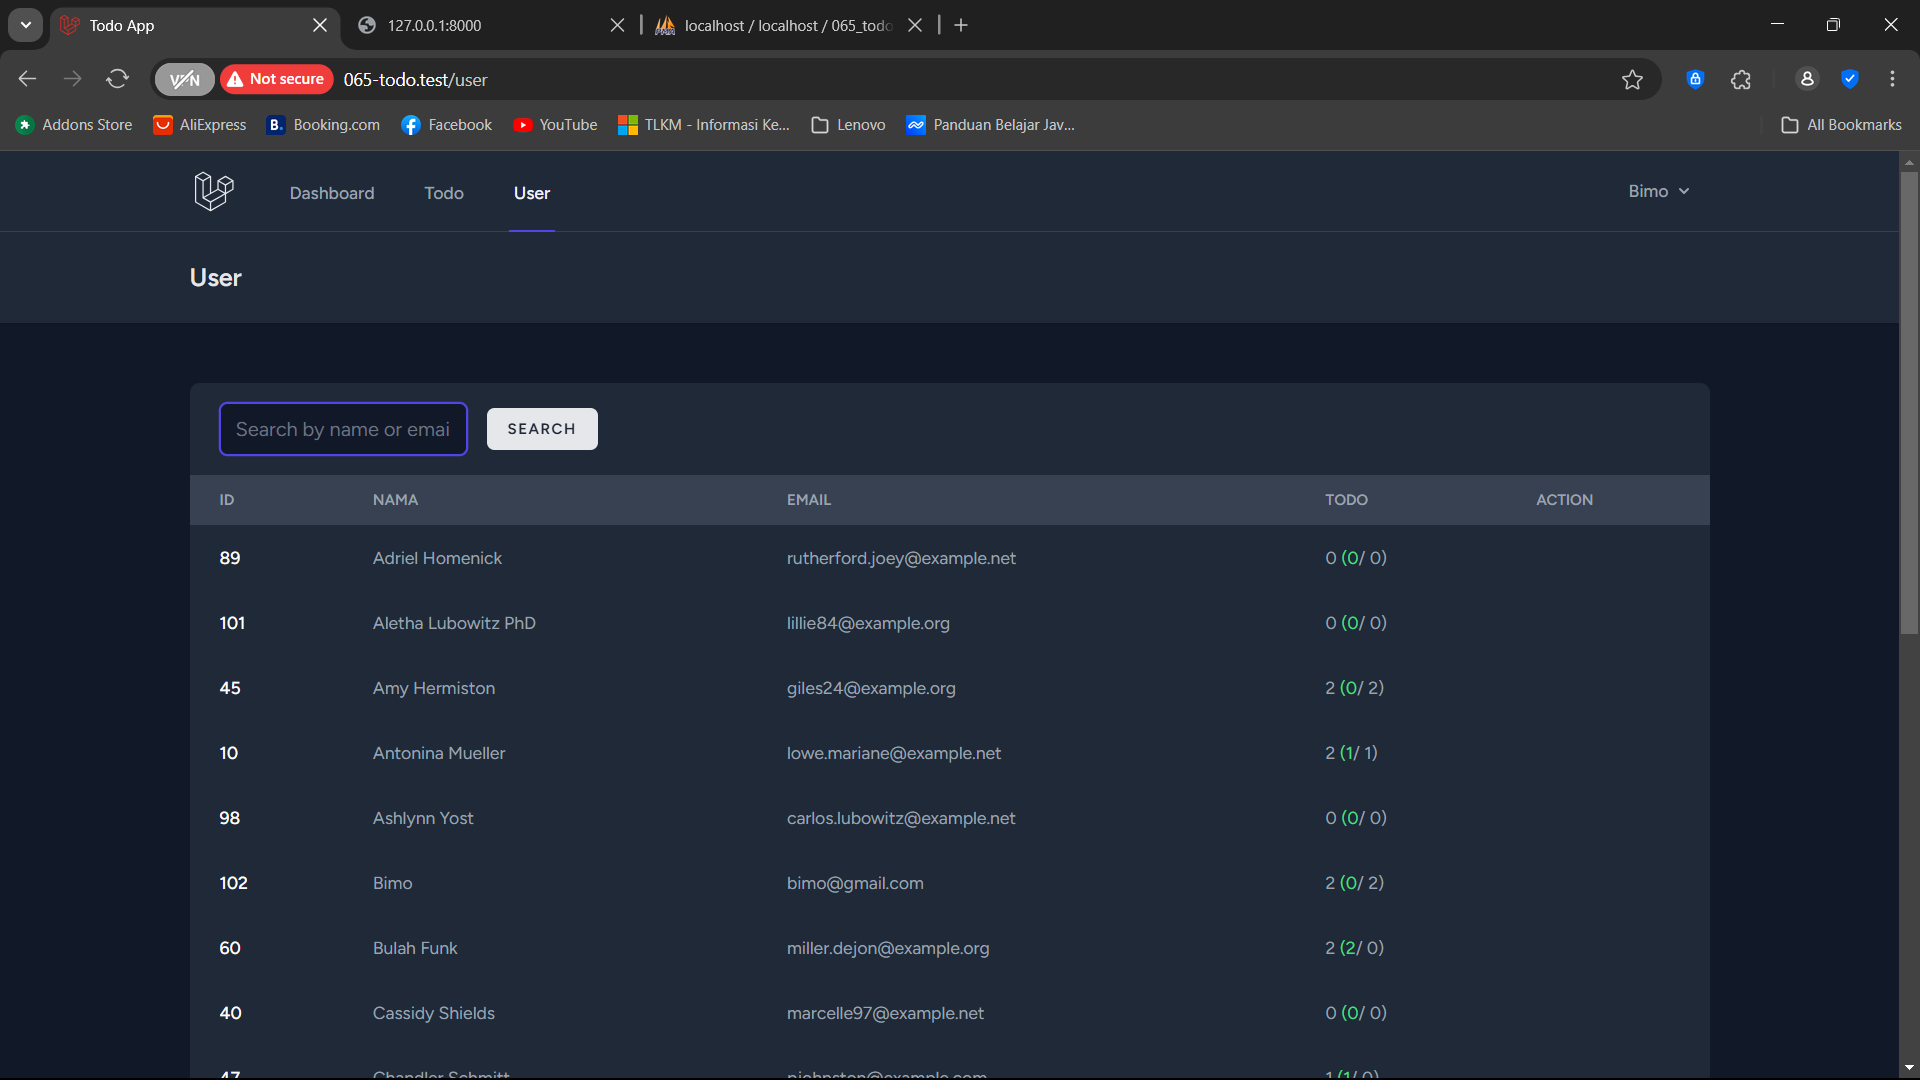 Todo App
127.0.0.1:8000
localhost / localhost / 065_todo
VPN
Not secure
065-todo.test/user
Addons Store
AliExpress
B. Booking.com
Facebook
YouTube
TLKM - Informasi Ke...
Lenovo
Panduan Belajar Jav...
All Bookmarks
Dashboard
Todo
User
Bimo
User
Search by name or emai
SEARCH
ID NAMA EMAIL TODO ACTION
89 Adriel Homenick rutherford.joey@example.net 0 (0/ 0)
101 Aletha Lubowitz PhD lillie84@example.org 0 (0/ 0)
45 Amy Hermiston giles24@example.org 2 (0/ 2)
10 Antonina Mueller lowe.mariane@example.net 2 (1/ 1)
98 Ashlynn Yost carlos.lubowitz@example.net 0 (0/ 0)
102 Bimo bimo@gmail.com 2 (0/ 2)
60 Bulah Funk miller.dejon@example.org 2 (2/ 0)
40 Cassidy Shields marcelle97@example.net 0 (0/ 0)
47 Chandler Schmitt 1 (1/ 0)